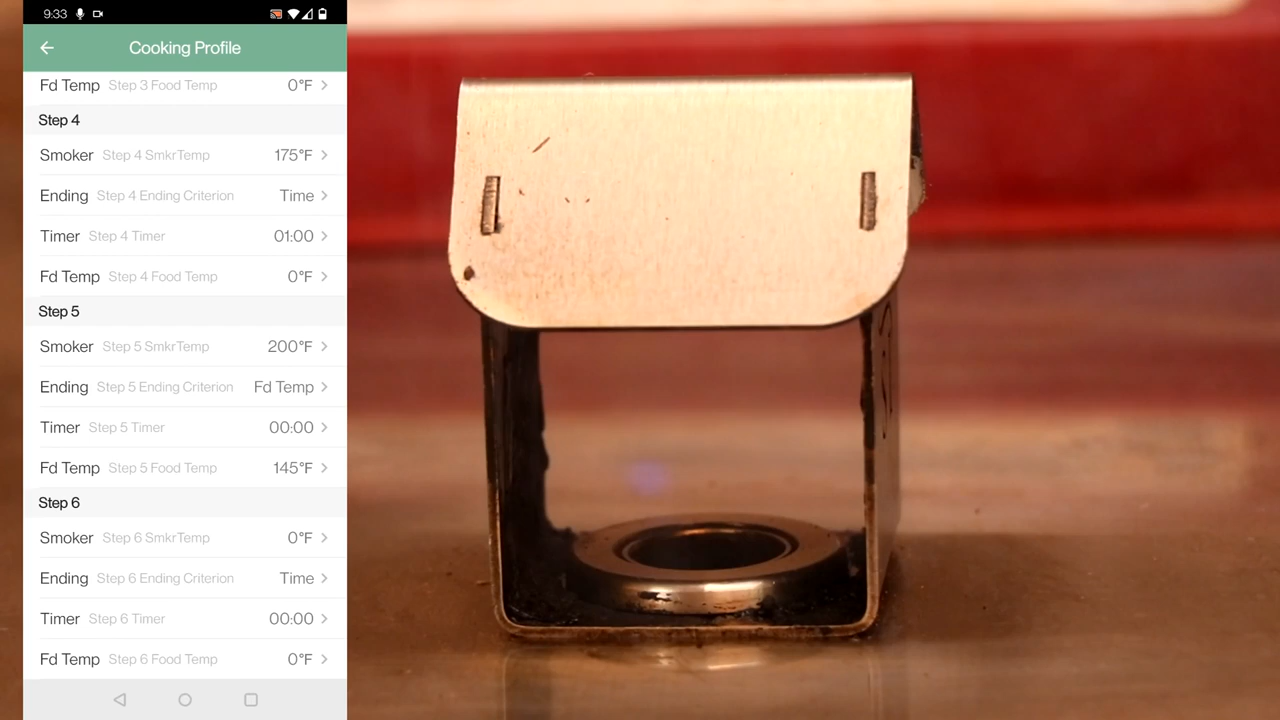 9:33
Cooking Profile
Fd Temp Step 3 Food Temp 0°F
Step 4
Smoker Step 4 SmkrTemp 175°F
Ending Step 4 Ending Criterion Time
Timer Step 4 Timer 01:00
Fd Temp Step 4 Food Temp 0°F
Step 5
Smoker Step 5 SmkrTemp 200°F
Ending Step 5 Ending Criterion Fd Temp
Timer Step 5 Timer 00:00
Fd Temp Step 5 Food Temp 145°F
Step 6
Smoker Step 6 SmkrTemp 0°F
Ending Step 6 Ending Criterion Time
Timer Step 6 Timer 00:00
Fd Temp Step 6 Food Temp 0°F